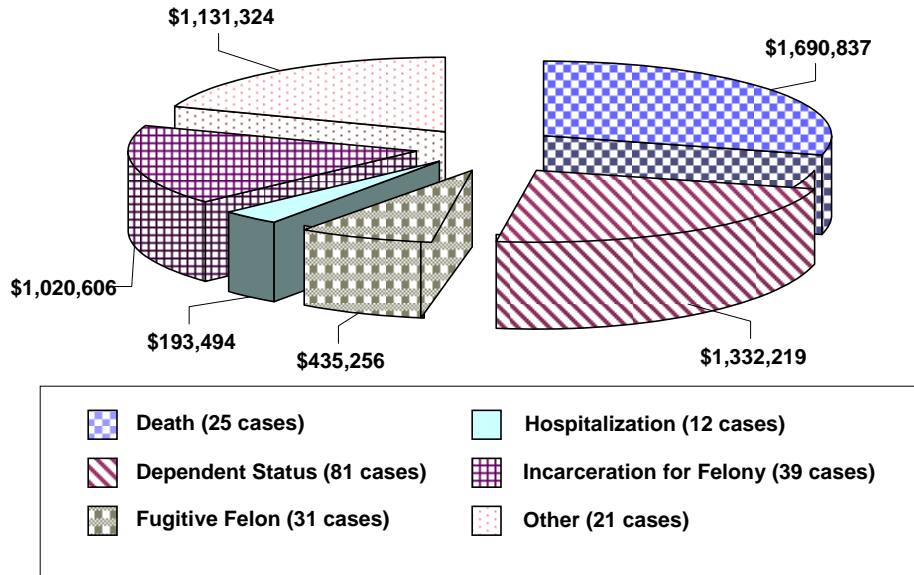 $1,131,324
$1,690,837
$1,020,606
$193,494
$435,256
$1,332,219
Death (25 cases)
Hospitalization (12 cases)
Dependent Status (81 cases)
Incarceration for Felony (39 cases)
Fugitive Felon (31 cases)
Other (21 cases)